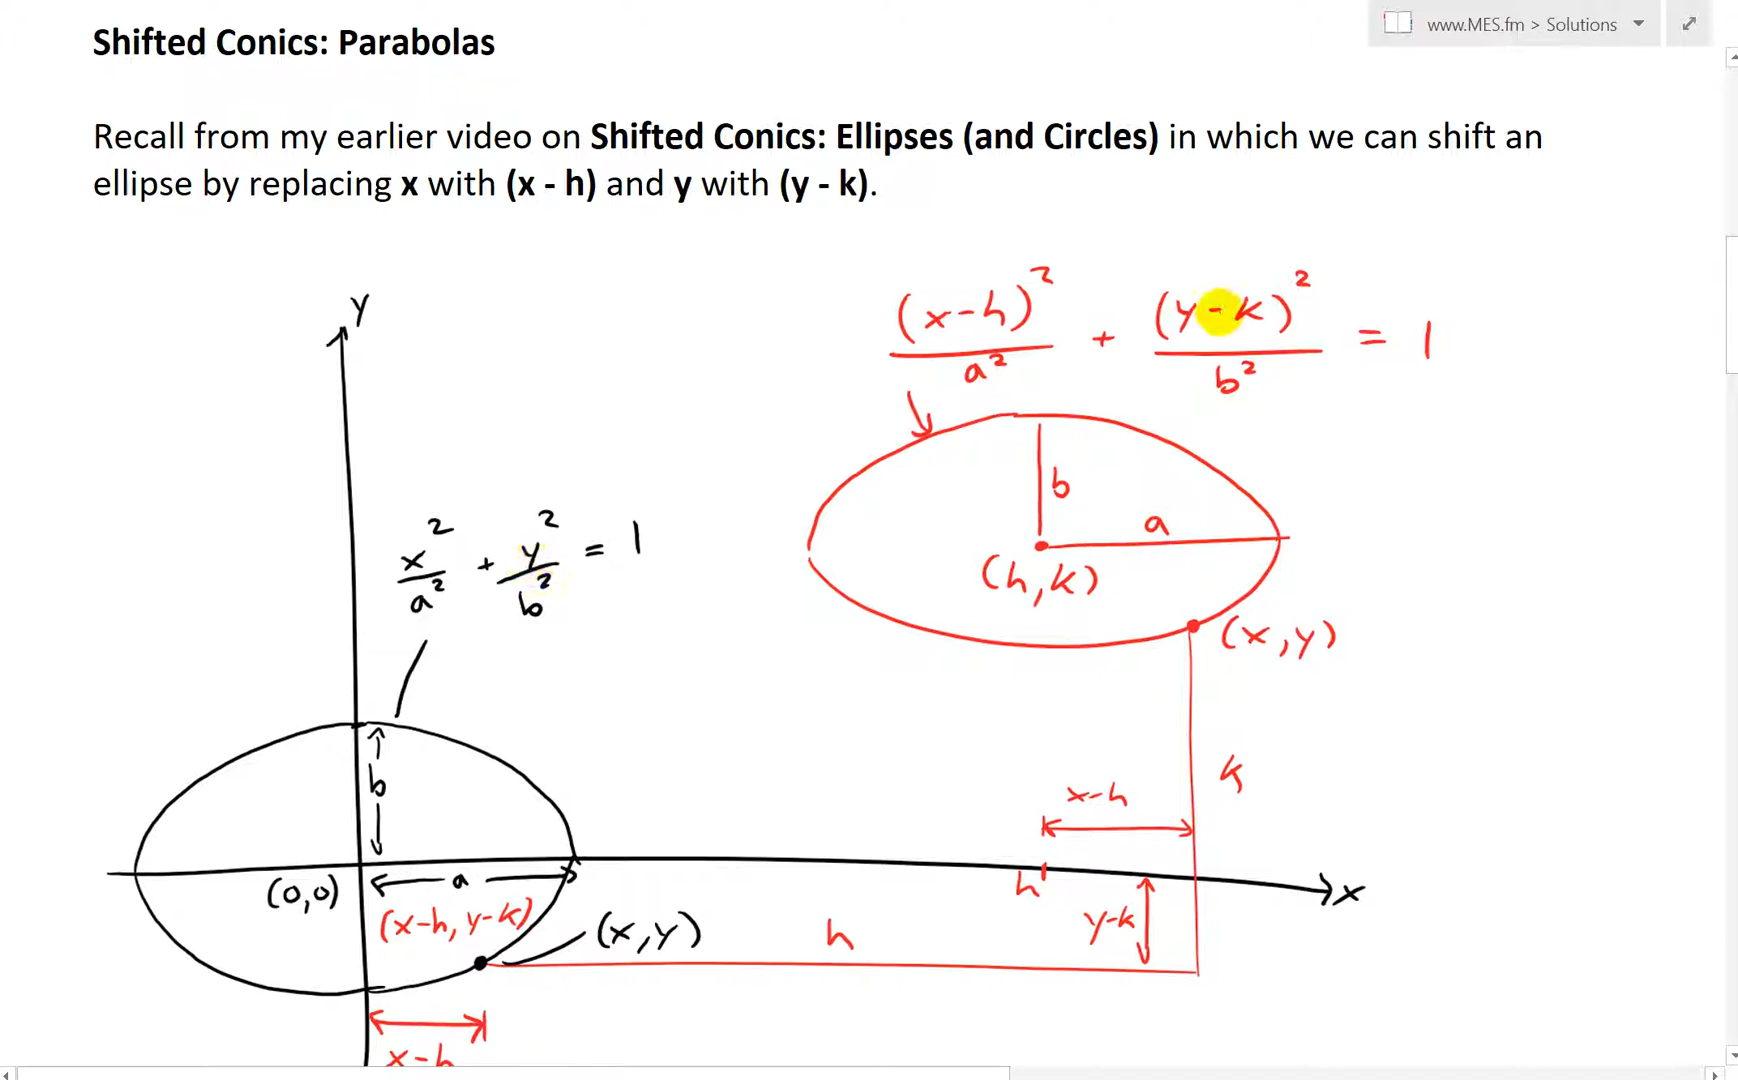 www.MES.fm > Solutions
Shifted Conics: Parabolas
Recall from my earlier video on Shifted Conics: Ellipses (and Circles) in which we can shift an
ellipse by replacing x with (x - h) and y with (y - k).
y
(x-h)²/a² + (y-k)²/b² = 1
b
a
x²/a² + y²/b² = 1
(h,k)
(x,y)
b
k
x-h
(0,0)
a
h
x
(x-h, y-k)
(x,y)
h
y-k
x-h